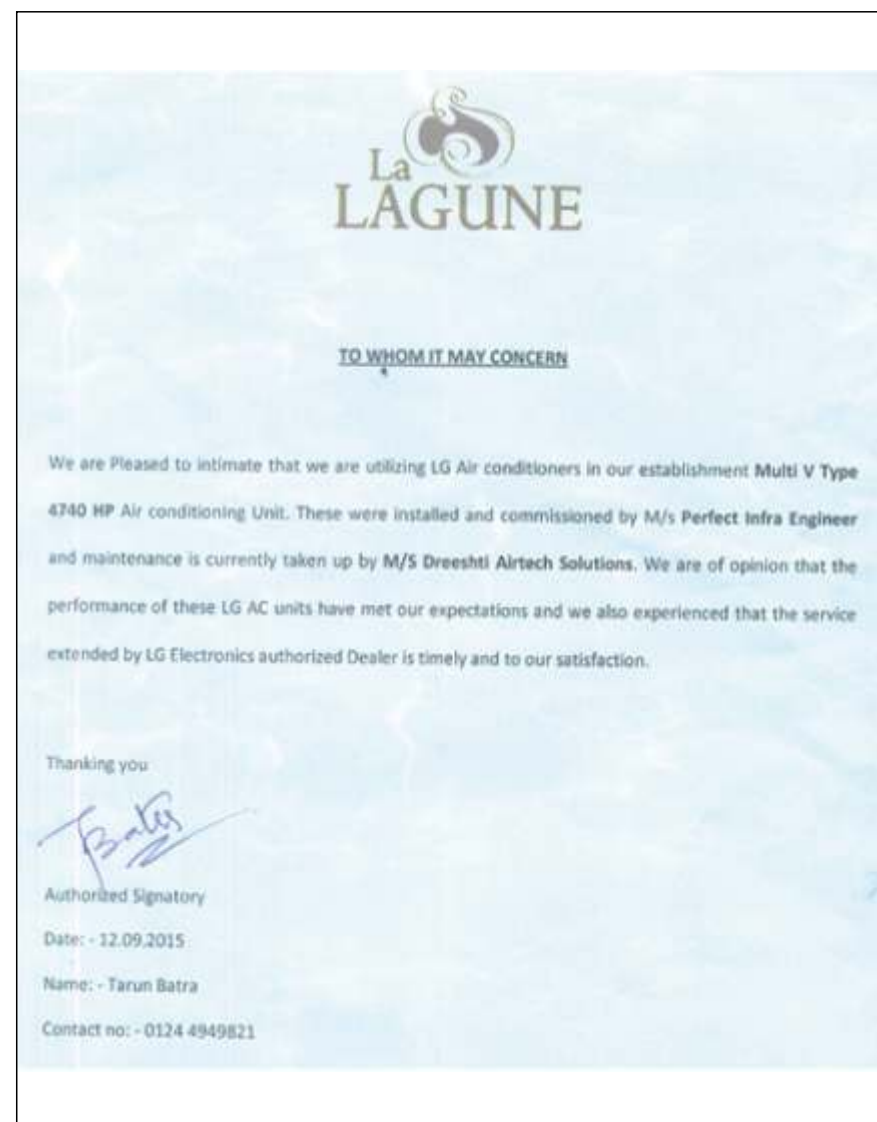 La
LAGUNE
TO WHOM IT MAY CONCERN
We are Pleased to intimate that we are utilizing LG Air conditioners in our establishment Multi V Type
4740 HP Air conditioning Unit. These were installed and commissioned by M/s Perfect Infra Engineer
and maintenance is currently taken up by M/S Dreeshti Airtech Solutions. We are of opinion that the
performance of these LG AC units have met our expectations and we also experienced that the service
extended by LG Electronics authorized Dealer is timely and to our satisfaction.
Thanking you
TBatra
Authorized Signatory
Date: - 12.09.2015
Name: - Tarun Batra
Contact no: - 0124 4949821